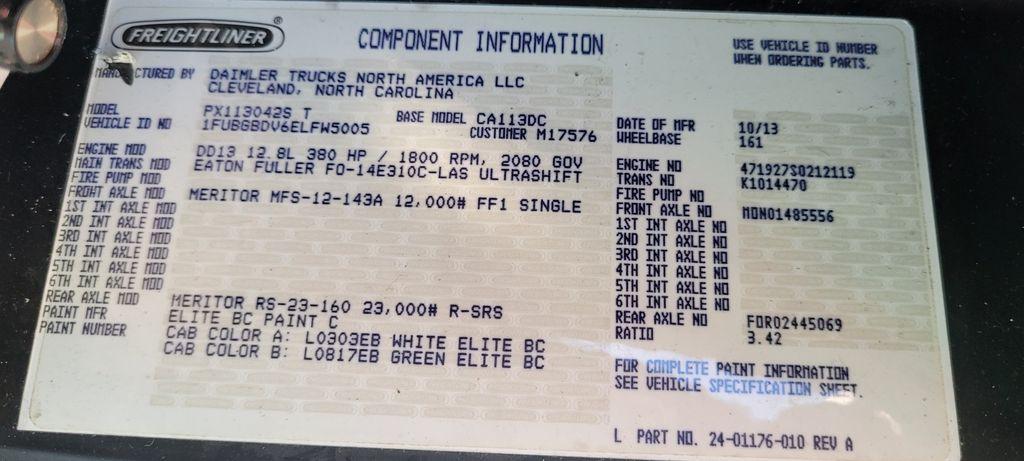 FREIGHTLINER®
COMPONENT INFORMATION
USE VEHICLE ID NUMBER
WHEN ORDERING PARTS.
MANUFACTURED BY DAIMLER TRUCKS NORTH AMERICA LLC
CLEVELAND, NORTH CAROLINA
MODEL PX113042S T BASE MODEL CA113DC
VEHICLE ID NO 1FUBGBDV6ELFW5005 CUSTOMER M17576
DATE OF MFR 10/13
WHEELBASE 161
ENGINE MOD DD13 12.8L 380 HP / 1800 RPM, 2080 GOV
MAIN TRANS MOD EATON FULLER FO-14E310C-LAS ULTRASHIFT
FIRE PUMP MOD
FRONT AXLE MOD MERITOR MFS-12-143A 12,000# FF1 SINGLE
1ST INT AXLE MOD
2ND INT AXLE MOD
3RD INT AXLE MOD
4TH INT AXLE MOD
5TH INT AXLE MOD
6TH INT AXLE MOD
REAR AXLE MOD MERITOR RS-23-160 23,000# R-SRS
PAINT MFR ELITE BC PAINT C
PAINT NUMBER CAB COLOR A: L0303EB WHITE ELITE BC
CAB COLOR B: L0817EB GREEN ELITE BC
ENGINE NO 471927S0212119
TRANS NO K1014470
FIRE PUMP NO
FRONT AXLE NO MON01485556
1ST INT AXLE NO
2ND INT AXLE NO
3RD INT AXLE NO
4TH INT AXLE NO
5TH INT AXLE NO
6TH INT AXLE NO
REAR AXLE NO FOR02445069
RATIO 3.42
FOR COMPLETE PAINT INFORMATION
SEE VEHICLE SPECIFICATION SHEET.
L PART NO. 24-01176-010 REV A